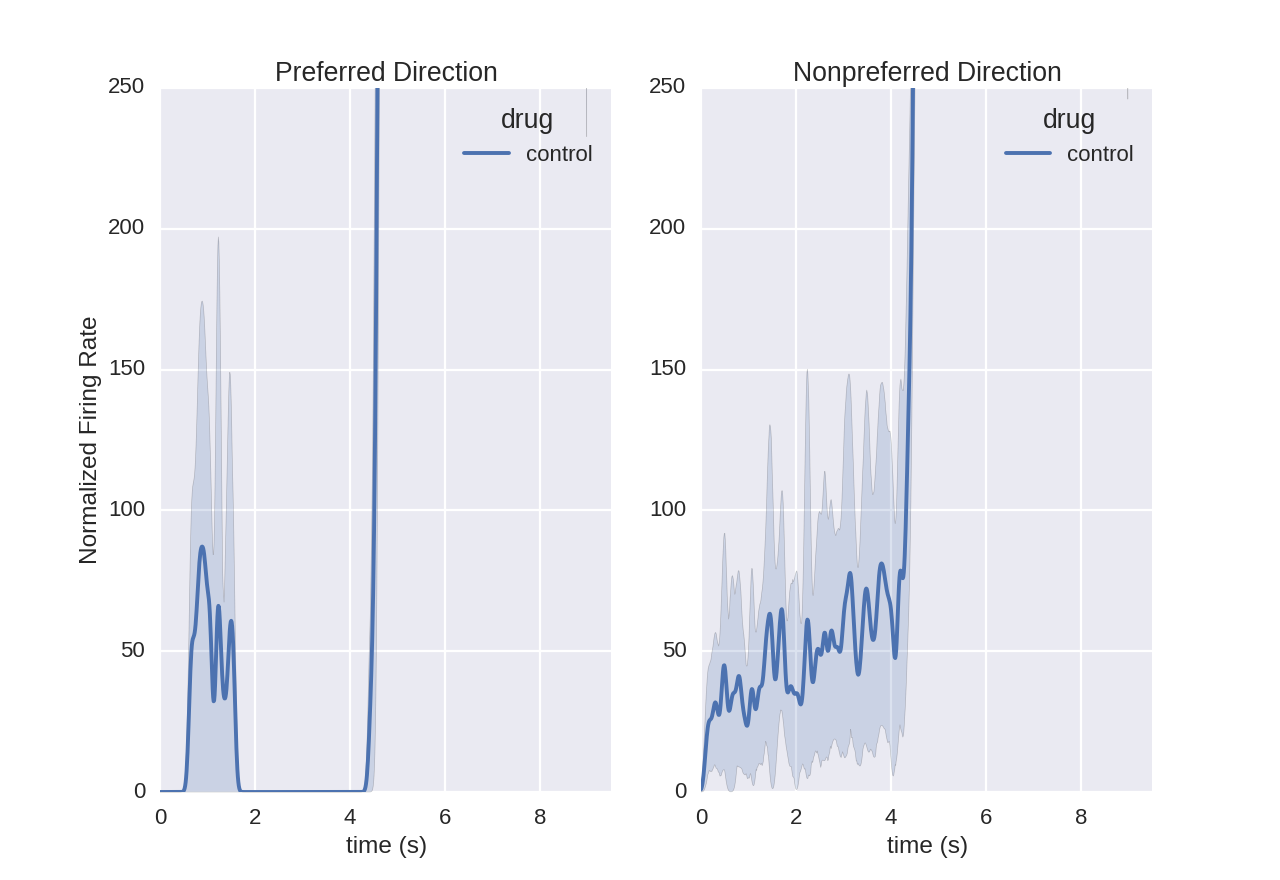 Preferred Direction
250
200
150
100
50
0
Normalized Firing Rate
drug
control
0 2 4 6 8
time (s)
Nonpreferred Direction
250
200
150
100
50
0
drug
control
0 2 4 6 8
time (s)